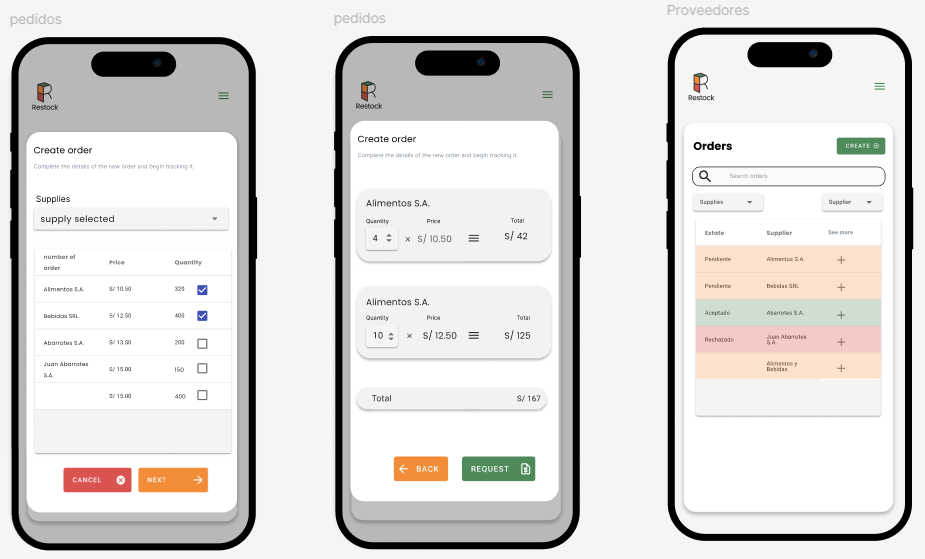 pedidos
Restock
Create order
Complete the details of the new order and begin tracking it.
Supplies
supply selected
number of order Price Quantity
Alimentos S.A. S/ 10.50 320
Bebidas SRL S/ 12.50 400
Abarrotes S.A. S/ 13.50 200
Juan Abarrotes S.A. S/ 15.00 150
S/ 15.00 400
CANCEL NEXT
pedidos
Restock
Create order
Complete the details of the new order and begin tracking it.
Alimentos S.A.
Quantity Price Total
4 × S/ 10.50 S/ 42
Alimentos S.A.
Quantity Price Total
10 × S/ 12.50 S/ 125
Total S/ 167
BACK REQUEST
Proveedores
Restock
Orders CREATE
Search orders
Supplies Supplier
Estate Supplier See more
Pendiente Alimentos S.A. +
Pendiente Bebidas SRL +
Aceptado Abarrotes S.A. +
Rechazado Juan Abarrotes S.A. +
Alimentos y Bebidas +